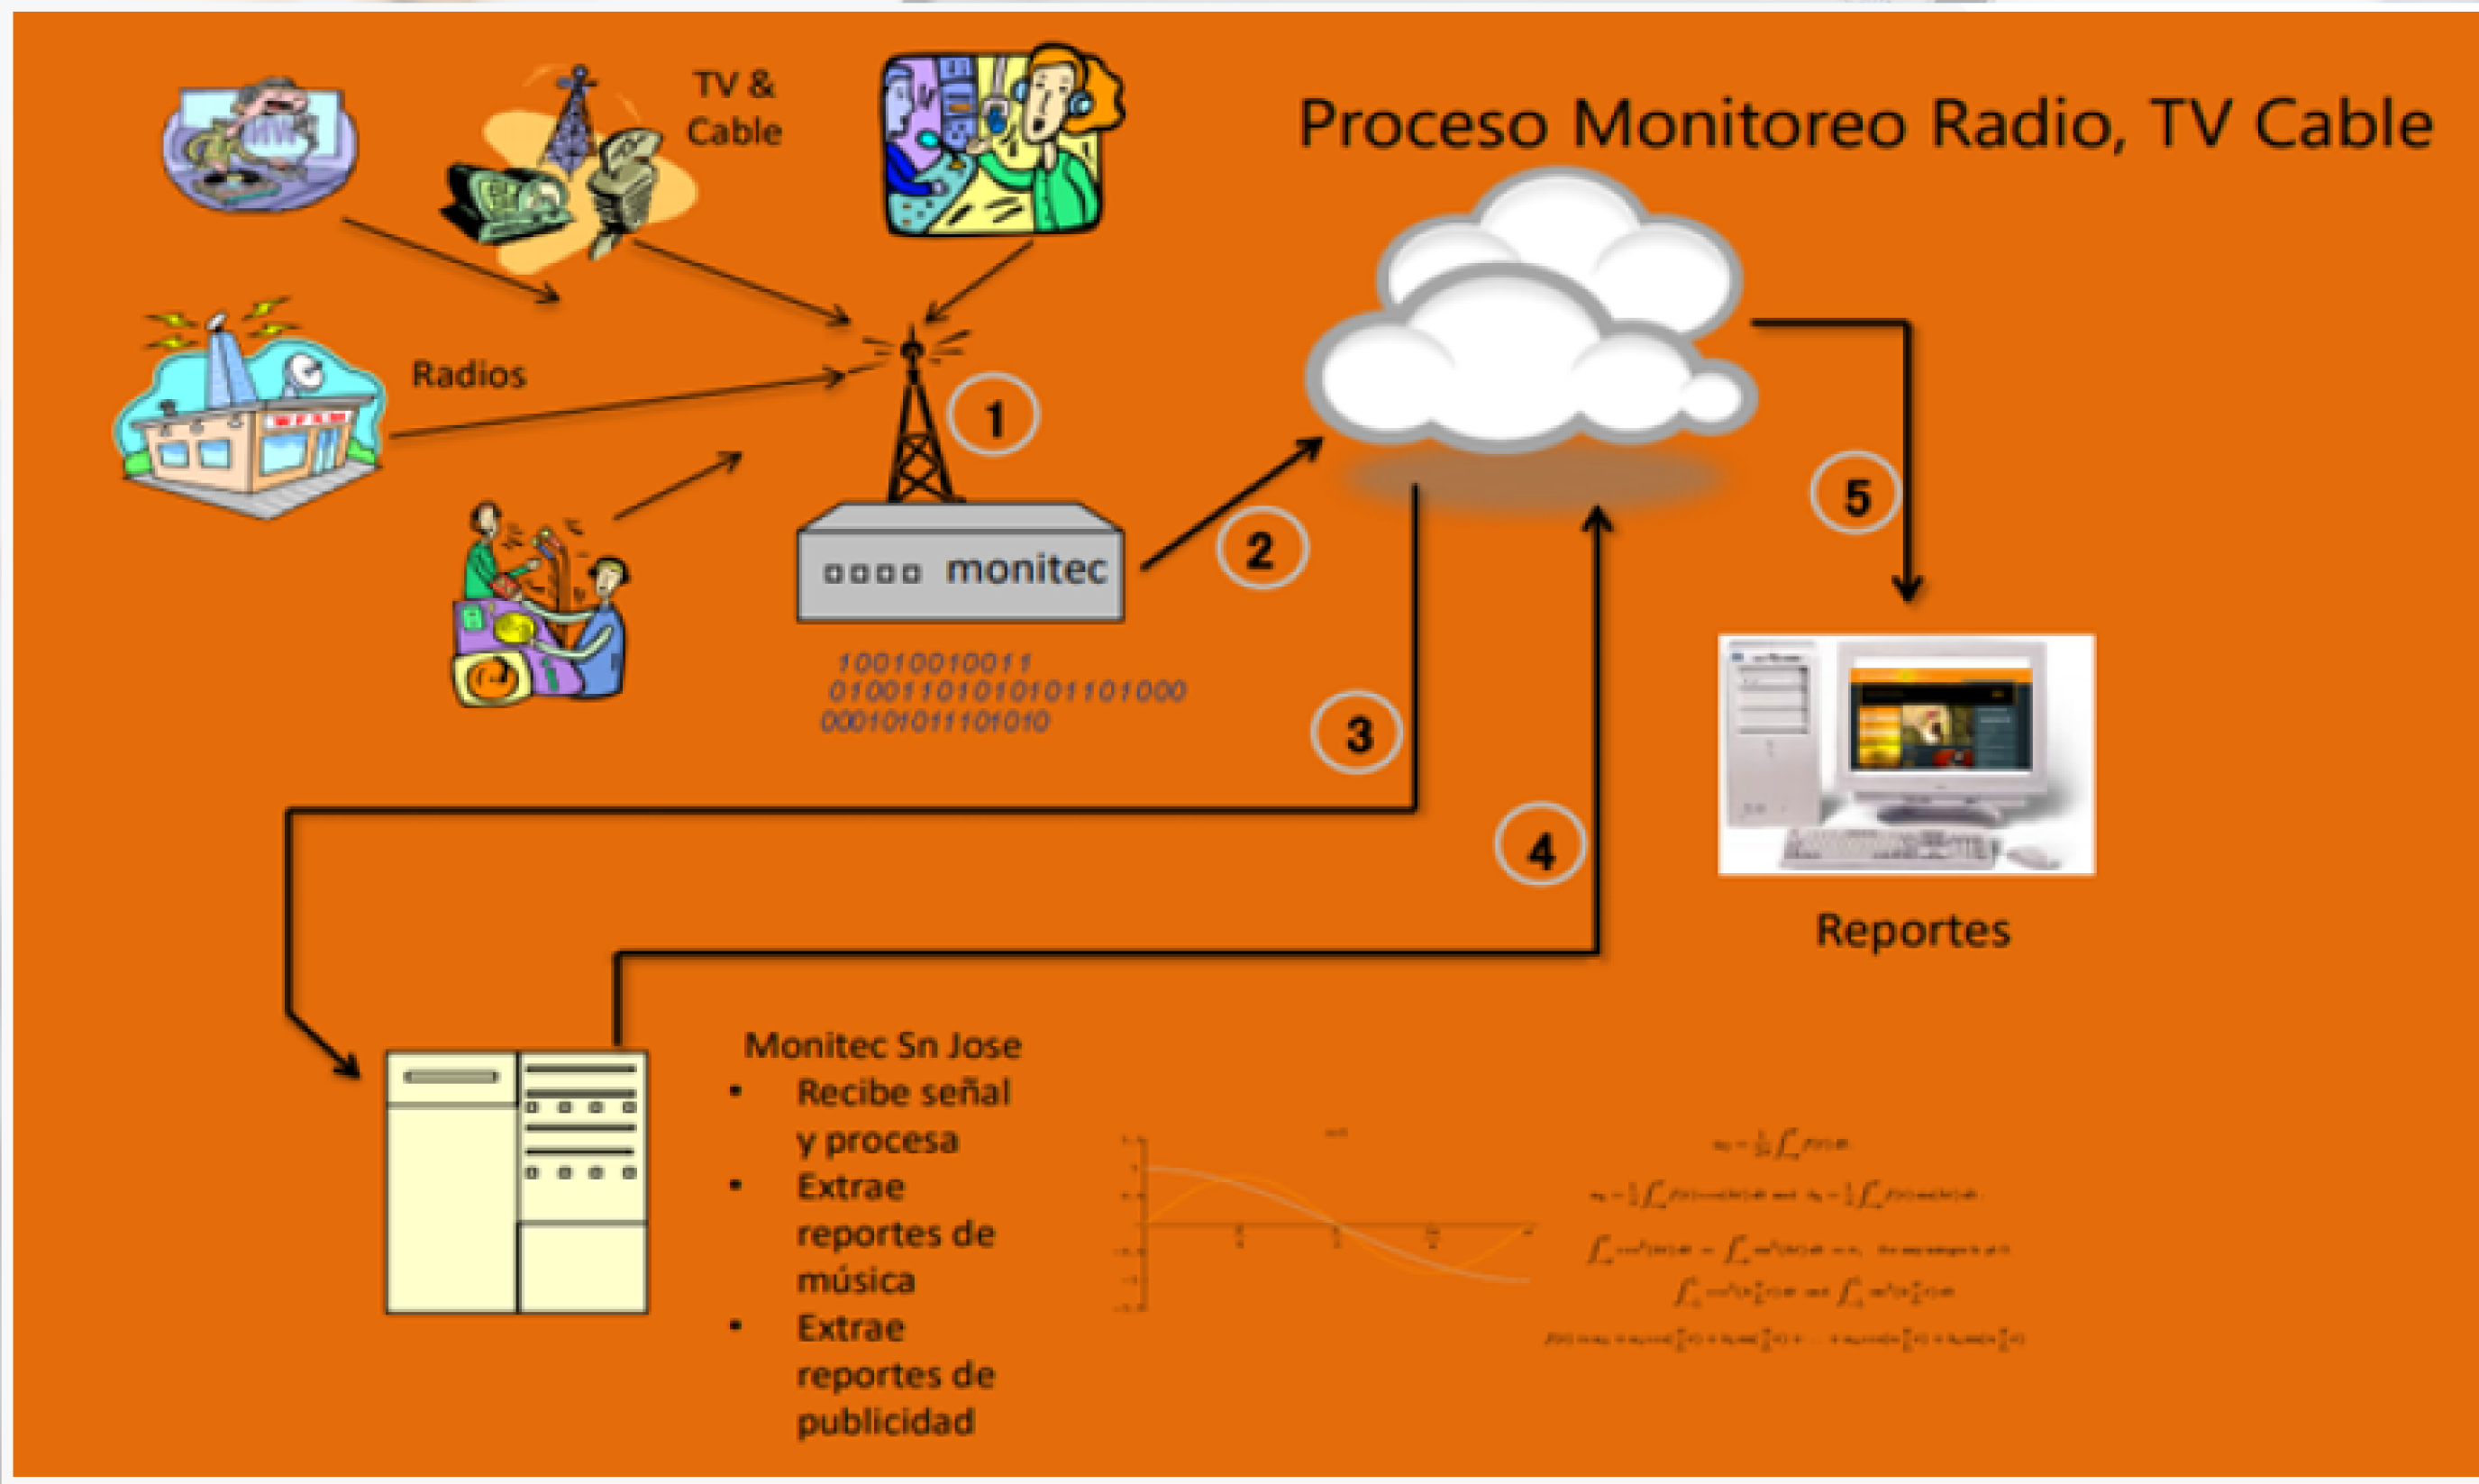 Proceso Monitoreo Radio, TV Cable
TV &
Cable
Radios
1
2
3
4
5
monitec
10010010011
01001101010101101000
000101011101010
Reportes
Monitec Sn Jose
• Recibe señal
y procesa
• Extrae
reportes de
música
• Extrae
reportes de
publicidad